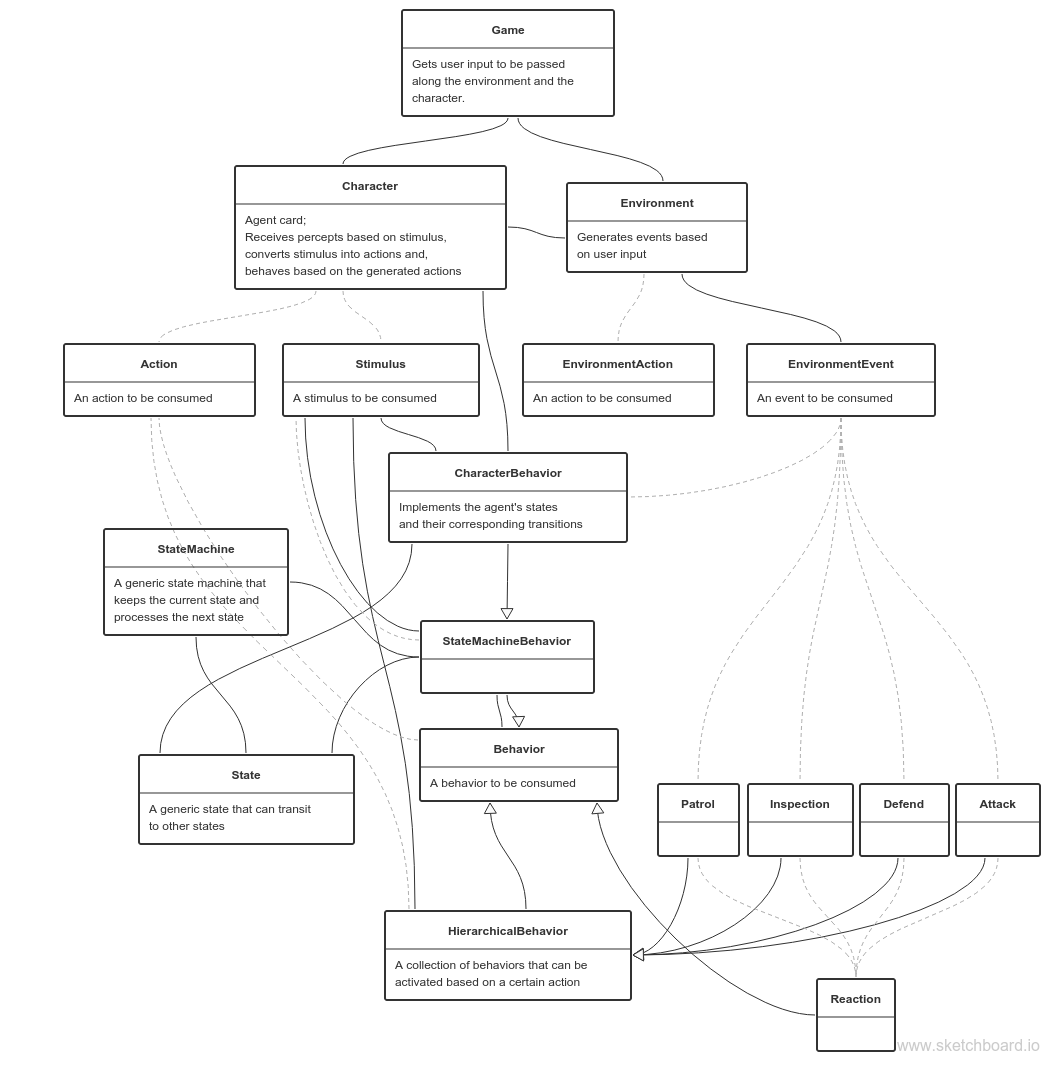 Game
Gets user input to be passed
along the environment and the
character.
Character
Agent card;
Receives percepts based on stimulus,
converts stimulus into actions and,
behaves based on the generated actions
Environment
Generates events based
on user input
Action
An action to be consumed
Stimulus
A stimulus to be consumed
EnvironmentAction
An action to be consumed
EnvironmentEvent
An event to be consumed
CharacterBehavior
Implements the agent's states
and their corresponding transitions
StateMachine
A generic state machine that
keeps the current state and
processes the next state
StateMachineBehavior
Behavior
A behavior to be consumed
State
A generic state that can transit
to other states
Patrol
Inspection
Defend
Attack
HierarchicalBehavior
A collection of behaviors that can be
activated based on a certain action
Reaction
www.sketchboard.io